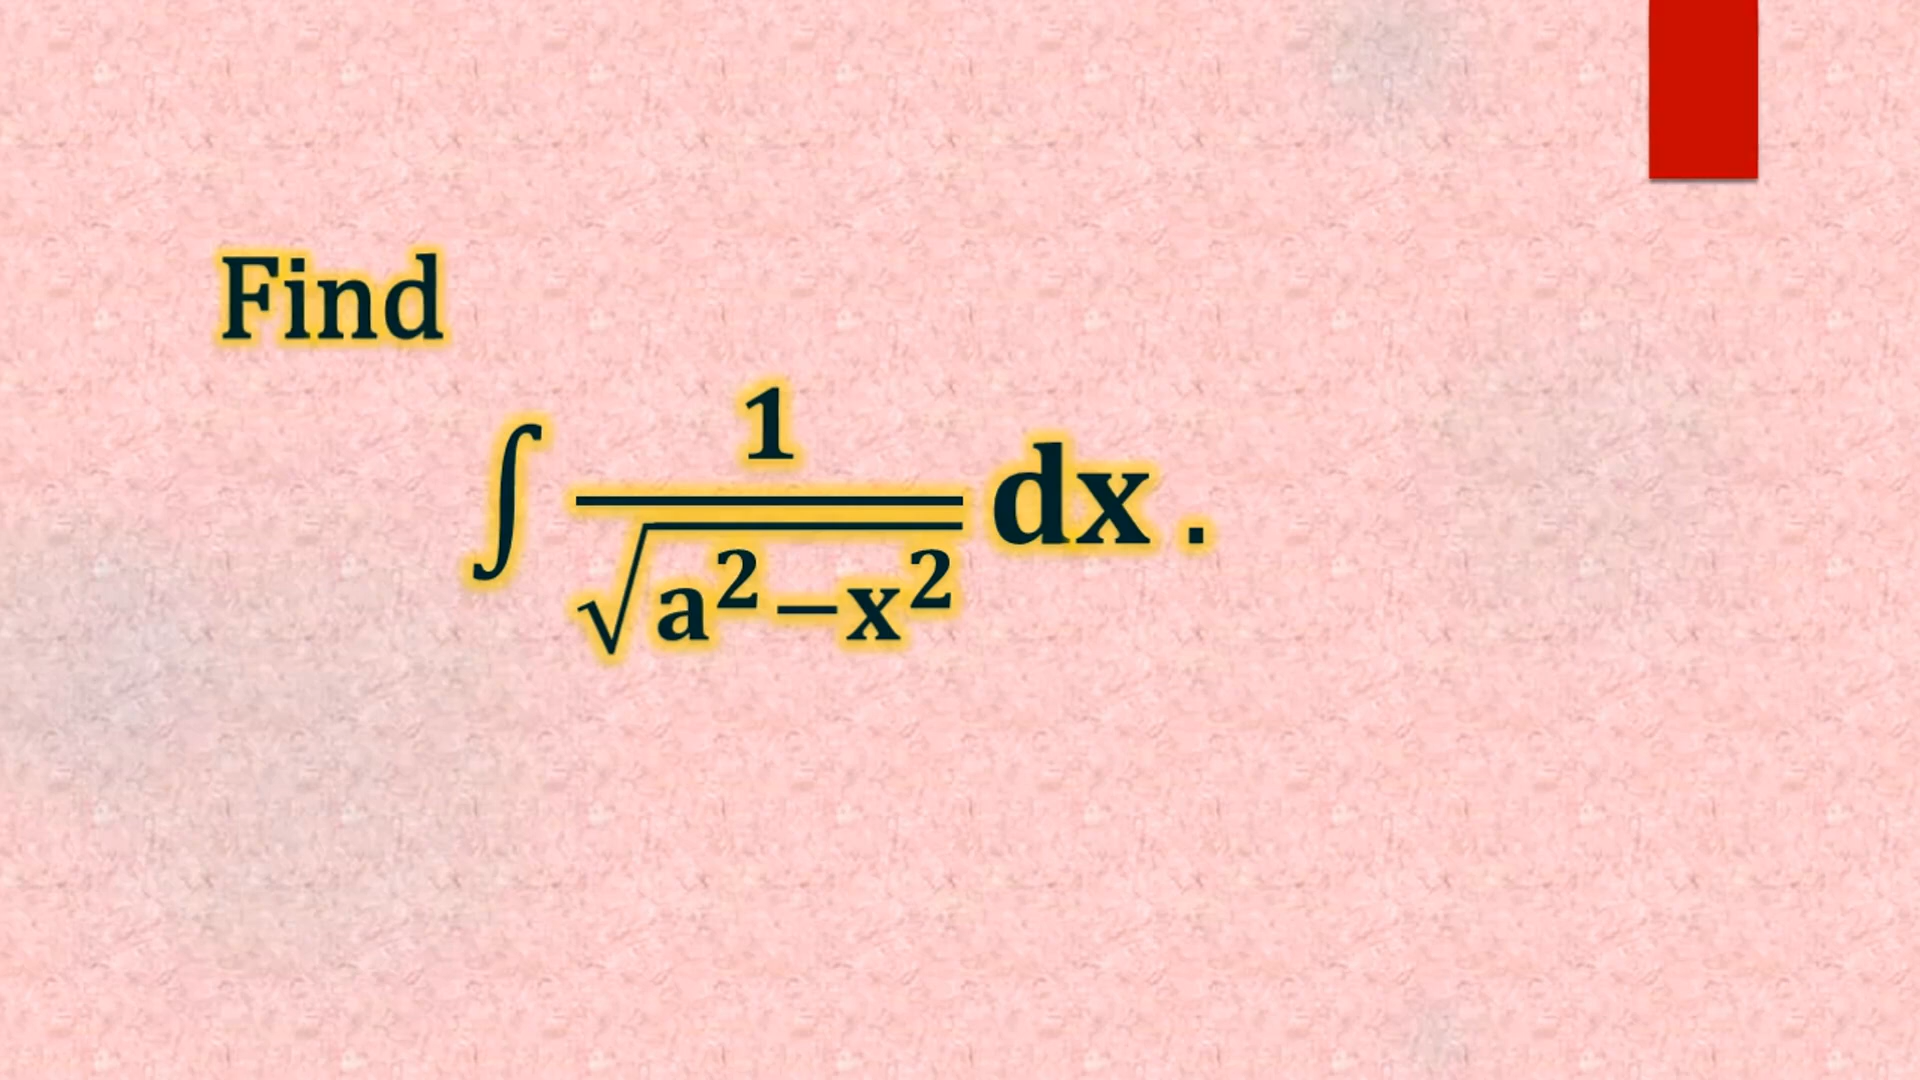 Find
∫ 1/√(a²−x²) dx .